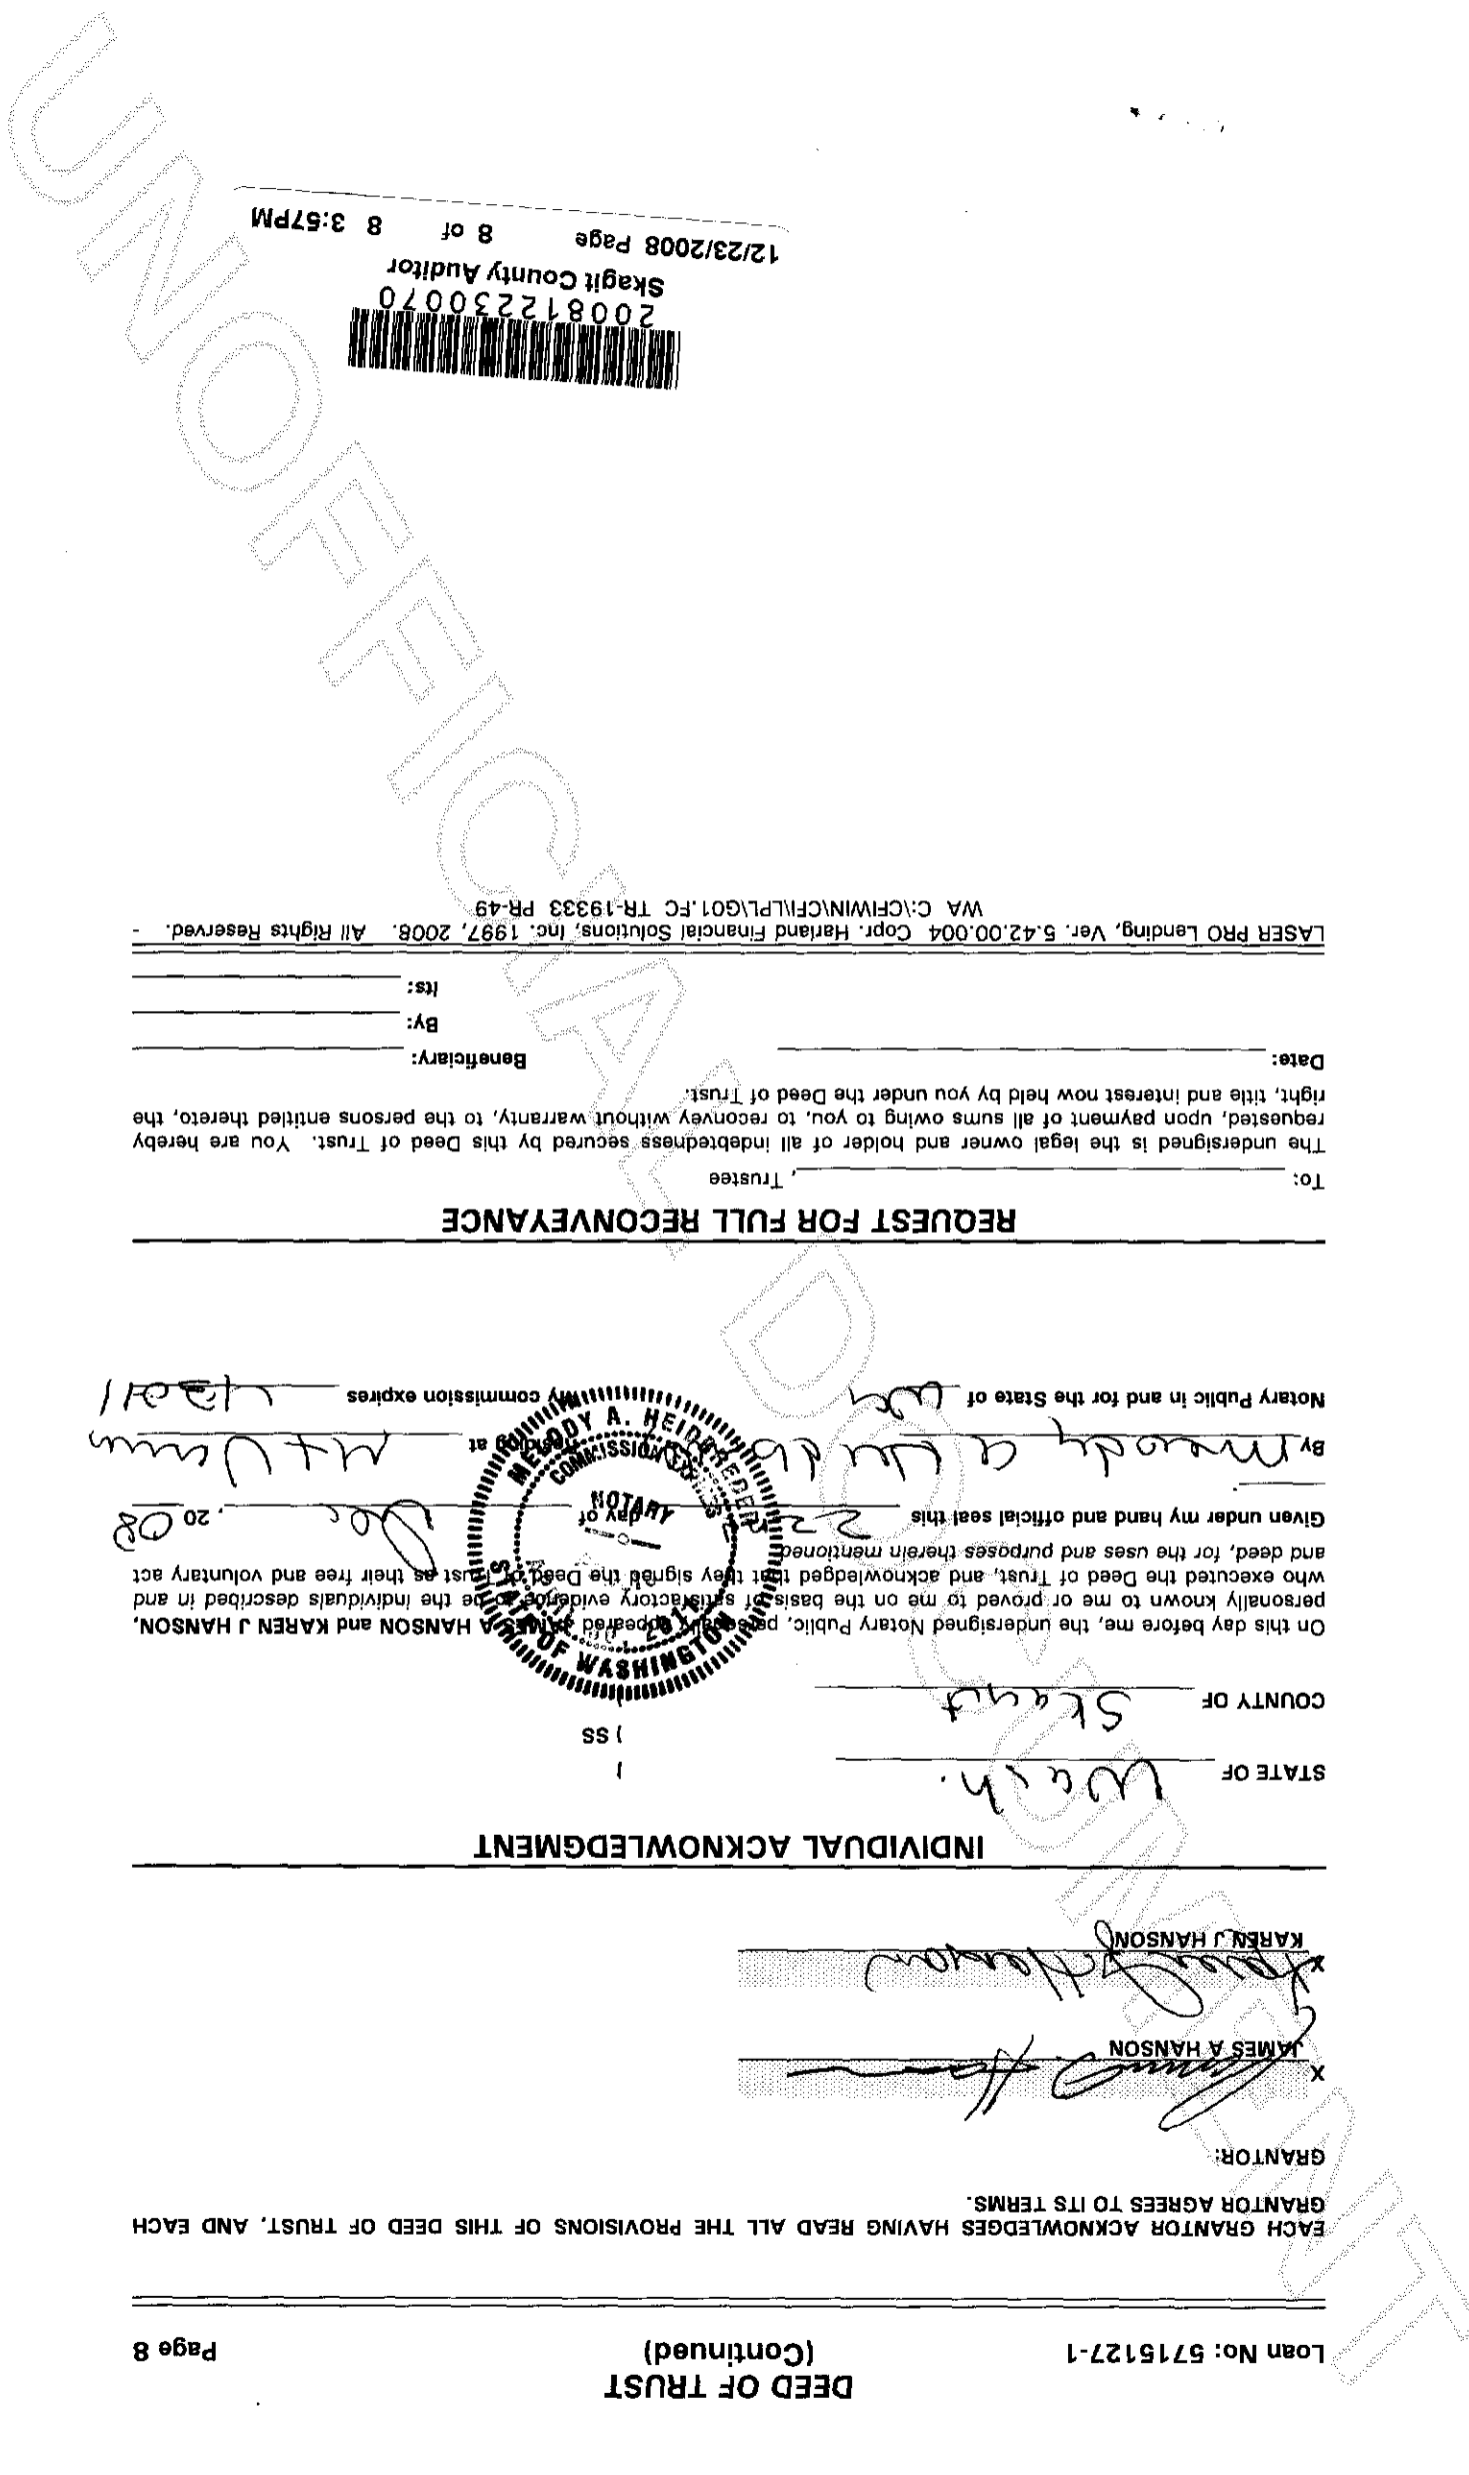 DEED OF TRUST
Loan No: 5715127-1 (Continued) Page 8
EACH GRANTOR ACKNOWLEDGES HAVING READ ALL THE PROVISIONS OF THIS DEED OF TRUST, AND EACH
GRANTOR AGREES TO ITS TERMS.
GRANTOR:
X
JAMES A HANSON
X Karen J Hanson
KAREN J HANSON
INDIVIDUAL ACKNOWLEDGMENT
STATE OF Wash. )
) SS
COUNTY OF Skagit )
On this day before me, the undersigned Notary Public, personally appeared JAMES A HANSON and KAREN J HANSON,
personally known to me or proved to me on the basis of satisfactory evidence to be the individuals described in and
who executed the Deed of Trust, and acknowledged that they signed the Deed of Trust as their free and voluntary act
and deed, for the uses and purposes therein mentioned.
Given under my hand and official seal this 22 day of Dec, 20 08
By Melody A Residing at Mt Vernon
Notary Public in and for the State of Wa My commission expires
MELODY A. HEIDBREDER
COMMISSION EXPIRES
NOTARY
2011
STATE OF WASHINGTON
REQUEST FOR FULL RECONVEYANCE
To: , Trustee
The undersigned is the legal owner and holder of all indebtedness secured by this Deed of Trust. You are hereby
requested, upon payment of all sums owing to you, to reconvey without warranty, to the persons entitled thereto, the
right, title and interest now held by you under the Deed of Trust.
Date: Beneficiary:
By:
Its:
LASER PRO Lending, Ver. 5.42.00.004 Copr. Harland Financial Solutions, Inc. 1997, 2008. All Rights Reserved. -
WA C:\CFIWIN\CFI\LPL\G01.FC TR-19333 PR-49
200812230070
Skagit County Auditor
12/23/2008 Page 8 of 8 3:57PM
UNOFFICIAL DOCUMENT